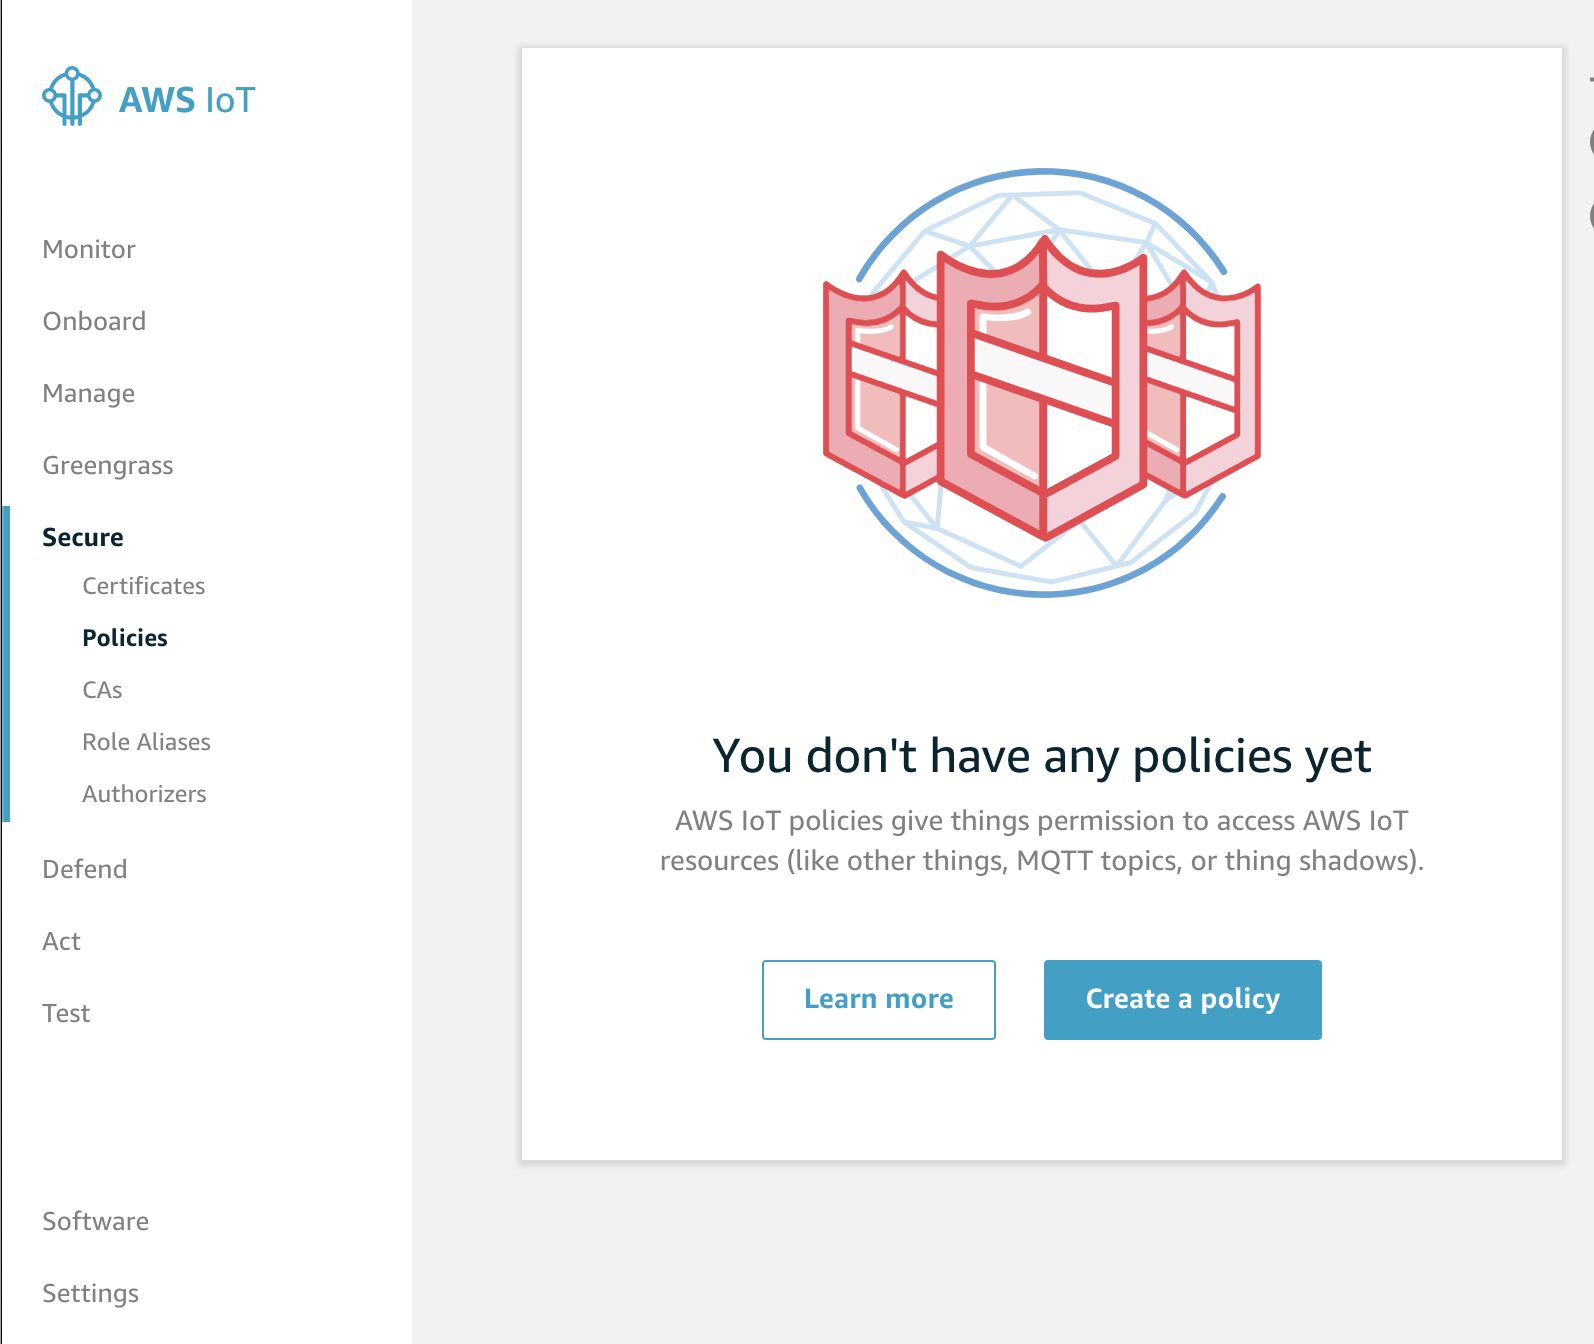 AWS IoT
Monitor
Onboard
Manage
Greengrass
Secure
Certificates
Policies
CAs
Role Aliases
Authorizers
Defend
Act
Test
Software
Settings
You don't have any policies yet
AWS IoT policies give things permission to access AWS IoT
resources (like other things, MQTT topics, or thing shadows).
Learn more
Create a policy